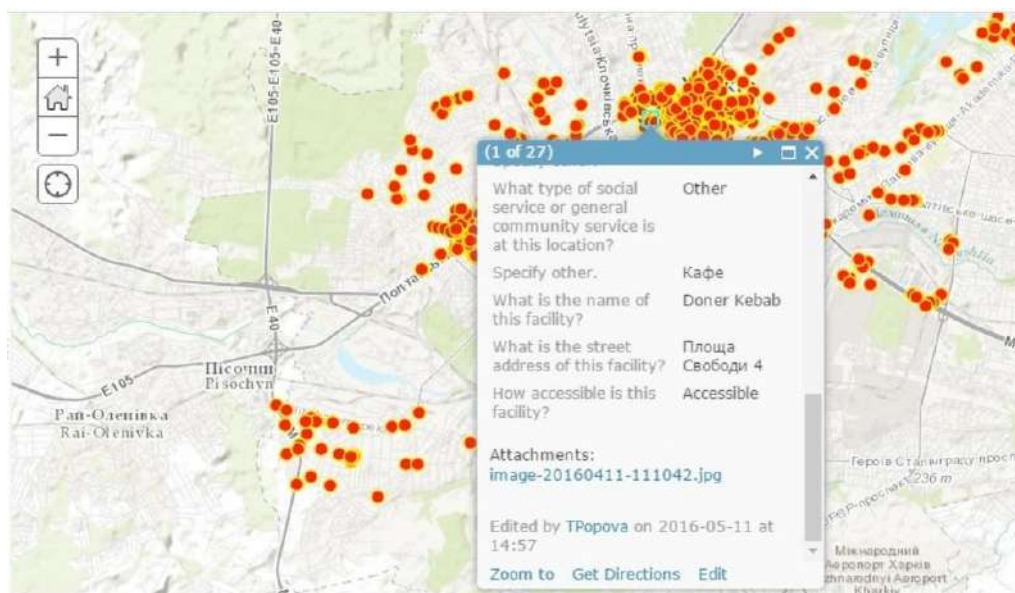 E105-E105-E40
(1 of 27)
What type of social
service or general
community service is
at this location?
Other
Specify other.
Кафе
What is the name of
this facility?
Doner Kebab
What is the street
address of this facility?
Площа
Свободи 4
How accessible is this
facility?
Accessible
Attachments:
image-20160411-111042.jpg
Edited by TPopova on 2016-05-11 at
14:57
Zoom to Get Directions Edit
E40
E105
Пісочин
Pisochyn
Рай-Оленівка
Rai-Olenivka
236 m
Міжнародний
Аеропорт Харків